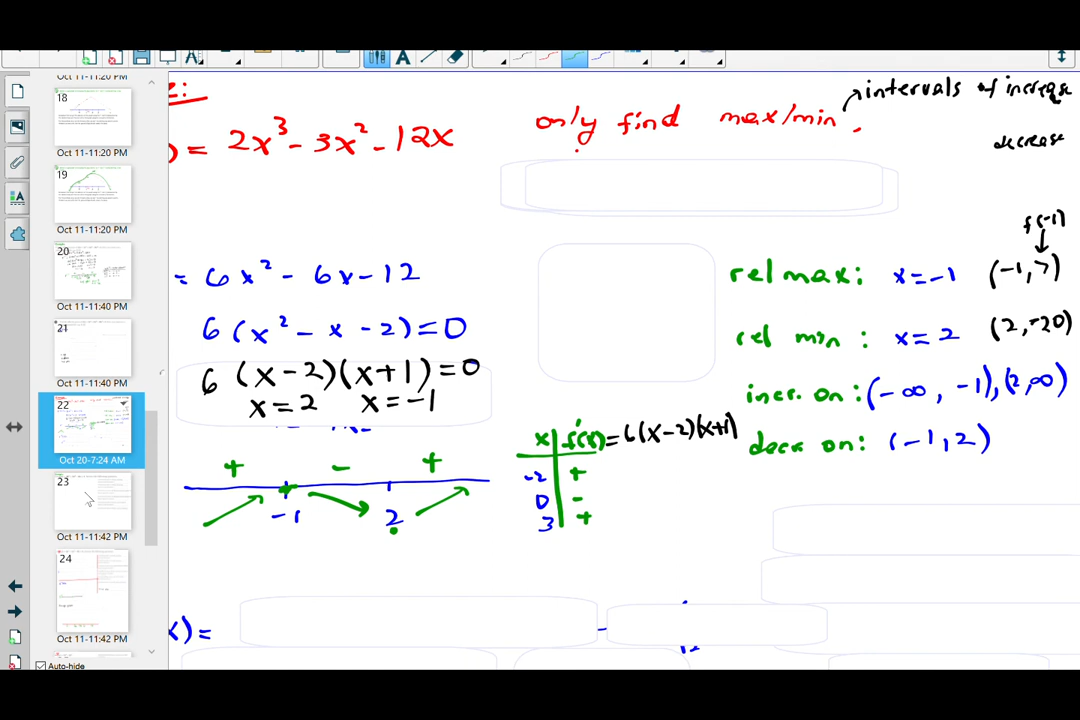 Oct 11-11:20 PM
18
Oct 11-11:20 PM
19
Oct 11-11:20 PM
20
Oct 11-11:40 PM
21
Oct 11-11:40 PM
22
Oct 20-7:24 AM
23
Oct 11-11:42 PM
24
Oct 11-11:42 PM
Auto-hide
) = 2x³ - 3x² - 12x
only find max/min.
intervals of increase
decrease
= 6x² - 6x - 12
6(x² - x - 2) = 0
6 (x-2)(x+1) = 0
x = 2 x = -1
+ - +
-1 2
x f'(x) = 6(x-2)(x+1)
-2 +
0 -
3 +
f(-1)
rel max: x = -1 (-1, 7)
rel min: x = 2 (2, -20)
incr. on: (-∞, -1), (2, ∞)
decr on: (-1, 2)
x) =